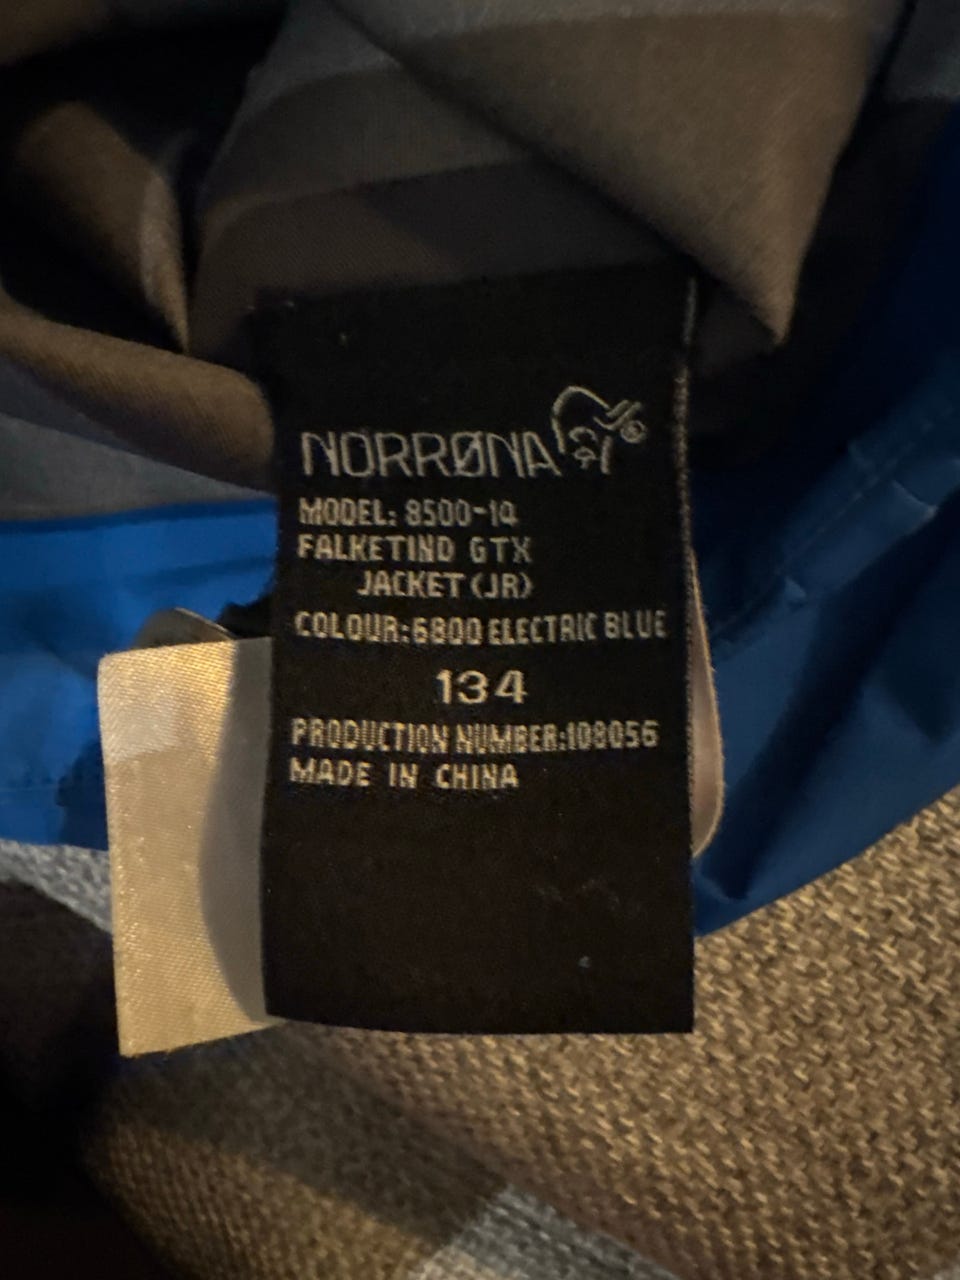 NORRØNA
MODEL: 8500-14
FALKETIND GTX
JACKET (JR)
COLOUR:6800 ELECTRIC BLUE
134
PRODUCTION NUMBER:108056
MADE IN CHINA